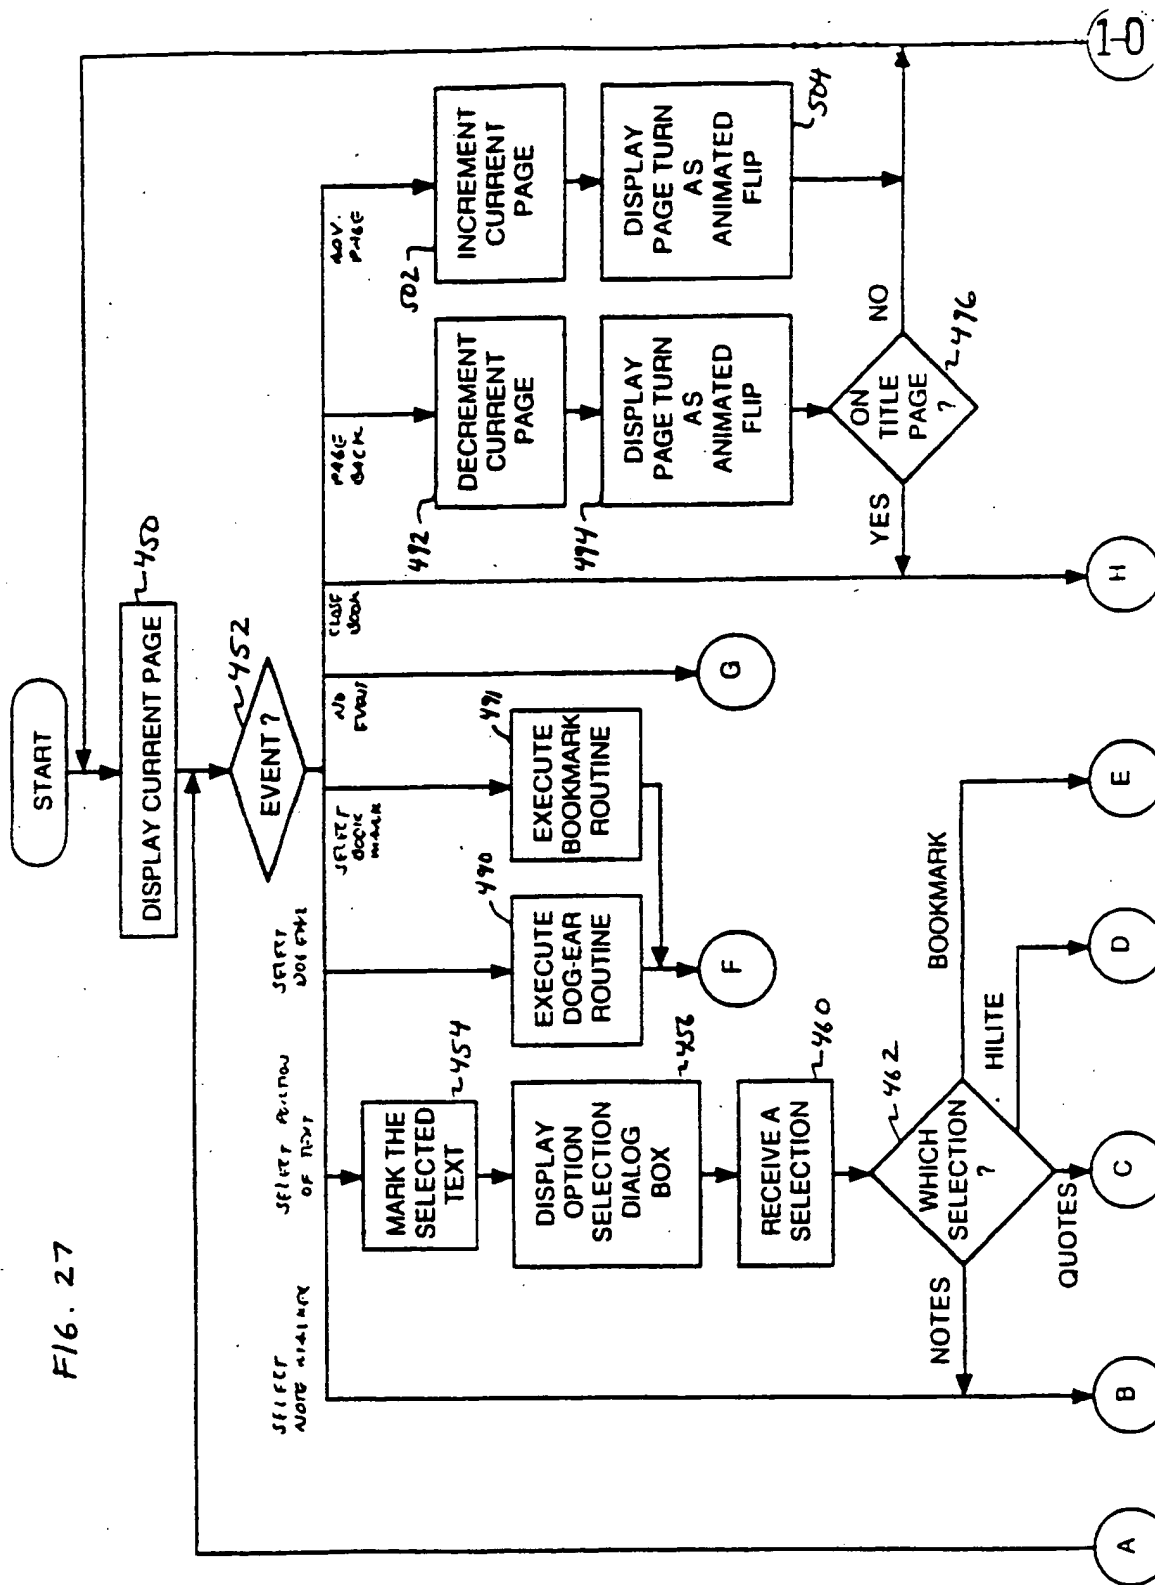 FIG. 27
START
DISPLAY CURRENT PAGE
450
EVENT?
452
SELECT
NOTE
SELECT PORTION
OF TEXT
SELECT
DOG EAR
SELECT
BOOK
MARK
NO
EVENT
CLOSE
BOOK
PAGE
BACK
ADV.
PAGE
MARK THE
SELECTED
TEXT
454
DISPLAY
OPTION
SELECTION
DIALOG
BOX
RECEIVE A
SELECTION
460
WHICH
SELECTION
?
462
NOTES
QUOTES
HILITE
BOOKMARK
EXECUTE
DOG-EAR
ROUTINE
490
EXECUTE
BOOKMARK
ROUTINE
491
DECREMENT
CURRENT
PAGE
492
DISPLAY
PAGE TURN
AS
ANIMATED
FLIP
494
ON
TITLE
PAGE
?
496
YES
NO
INCREMENT
CURRENT
PAGE
502
DISPLAY
PAGE TURN
AS
ANIMATED
FLIP
504
A
B
C
D
E
F
G
H
1-0